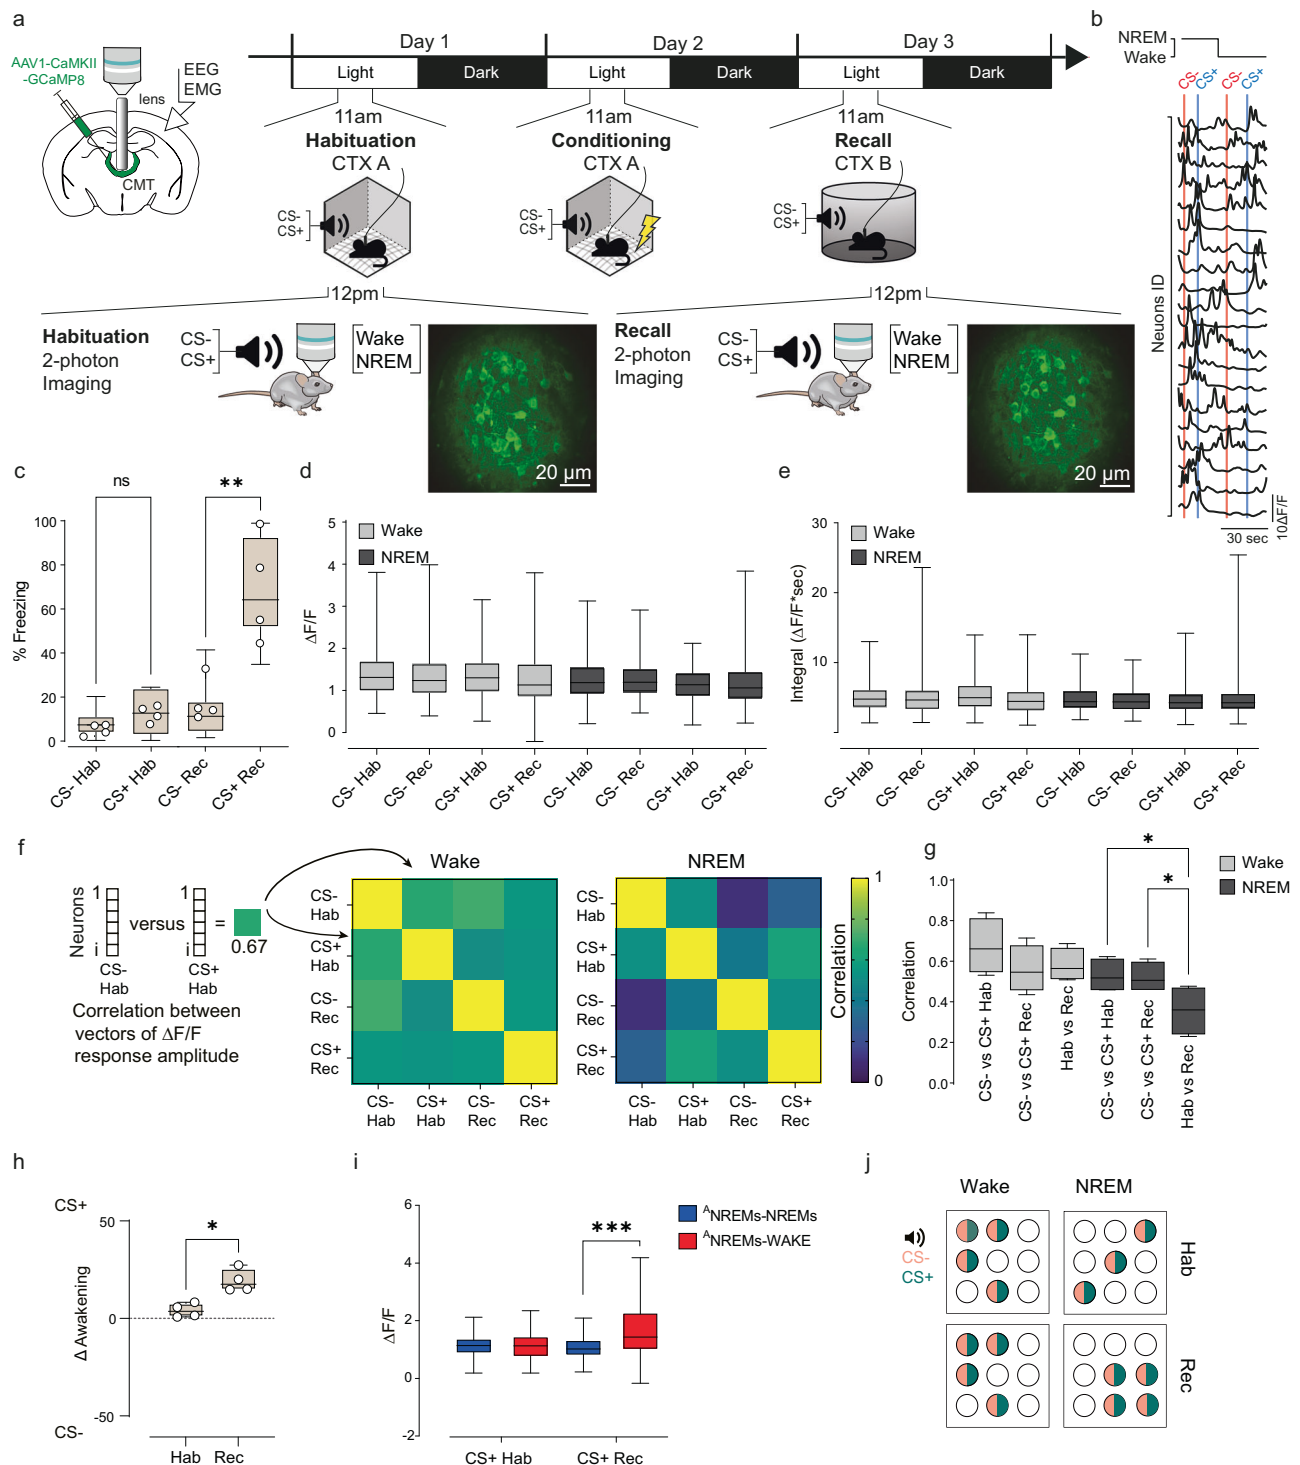 a
AAV1-CaMKII
-GCaMP8
lens
EEG
EMG
CMT
Day 1
Day 2
Day 3
Light
Dark
Light
Dark
Light
Dark
11am
Habituation
CTX A
CS-
CS+
11am
Conditioning
CTX A
CS-
CS+
11am
Recall
CTX B
CS-
CS+
12pm
Habituation
2-photon
Imaging
CS-
CS+
Wake
NREM
20 µm
12pm
Recall
2-photon
Imaging
CS-
CS+
Wake
NREM
20 µm
b
NREM
Wake
CS-
CS+
CS-
CS+
Neuons ID
10ΔF/F
30 sec
c
ns
**
% Freezing
100
80
60
40
20
0
CS- Hab
CS+ Hab
CS- Rec
CS+ Rec
d
Wake
NREM
ΔF/F
5
4
3
2
1
0
CS- Hab
CS- Rec
CS+ Hab
CS+ Rec
CS- Hab
CS- Rec
CS+ Hab
CS+ Rec
e
Wake
NREM
Integral (ΔF/F*sec)
30
20
10
0
CS- Hab
CS- Rec
CS+ Hab
CS+ Rec
CS- Hab
CS- Rec
CS+ Hab
CS+ Rec
f
Neurons
1
i
CS-
Hab
versus
1
i
CS+
Hab
=
0.67
Correlation between
vectors of ΔF/F
response amplitude
Wake
CS-
Hab
CS+
Hab
CS-
Rec
CS+
Rec
CS-
Hab
CS+
Hab
CS-
Rec
CS+
Rec
NREM
CS-
Hab
CS+
Hab
CS-
Rec
CS+
Rec
CS-
Hab
CS+
Hab
CS-
Rec
CS+
Rec
Correlation
1
0
g
*
*
Wake
NREM
Correlation
1.0
0.8
0.6
0.4
0.2
0.0
CS- vs CS+ Hab
CS- vs CS+ Rec
Hab vs Rec
CS- vs CS+ Hab
CS- vs CS+ Rec
Hab vs Rec
h
CS+
CS-
Δ Awakening
50
0
-50
*
Hab
Rec
i
ΔF/F
6
4
2
0
-2
***
ANREMs-NREMs
ANREMs-WAKE
CS+ Hab
CS+ Rec
j
Wake
NREM
CS-
CS+
Hab
Rec